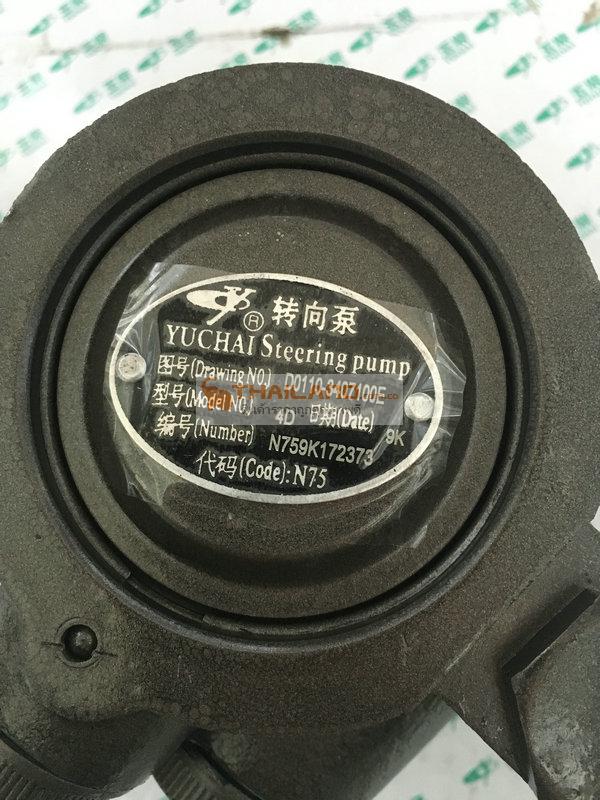 ® 转向泵
YUCHAI Steering pump
图号(Drawing NO) D0110-3407100E
型号(Model NO) 4D 日期(Date) 9K
编号(Number) N759K172373
代码(Code):N75